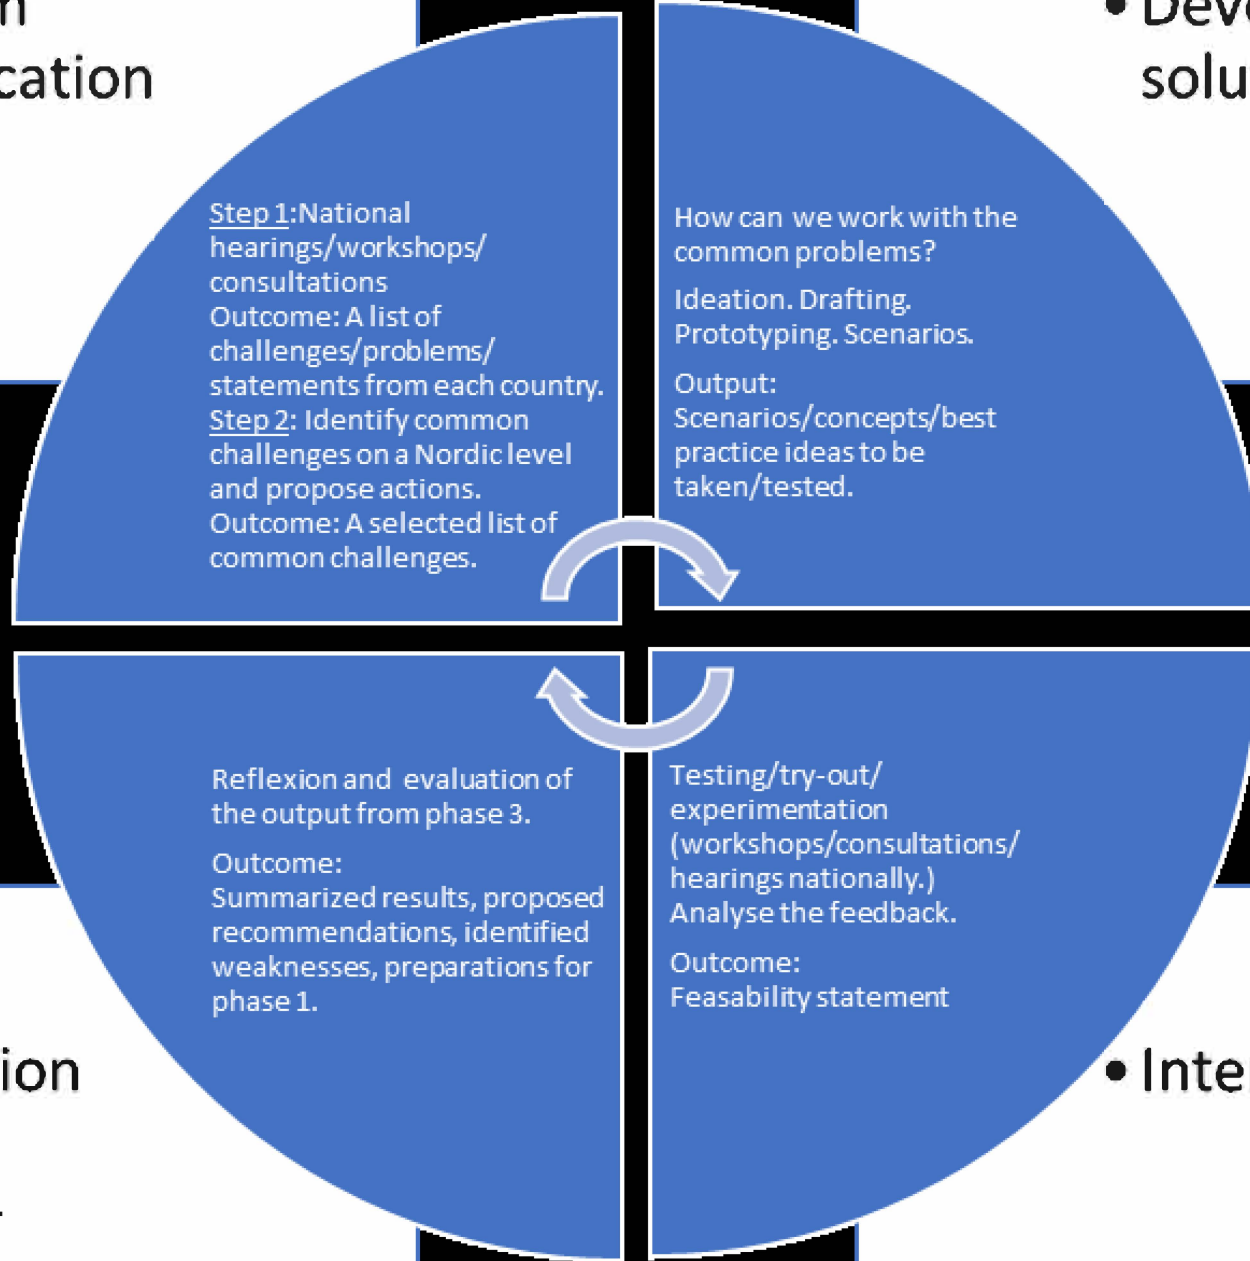 cation
solu
Step 1:National
hearings/workshops/
consultations
Outcome: A list of
challenges/problems/
statements from each country.
Step 2: Identify common
challenges on a Nordic level
and propose actions.
Outcome: A selected list of
common challenges.
How can we work with the
common problems?
Ideation. Drafting.
Prototyping. Scenarios.
Output:
Scenarios/concepts/best
practice ideas to be
taken/tested.
Reflexion and evaluation of
the output from phase 3.
Outcome:
Summarized results, proposed
recommendations, identified
weaknesses, preparations for
phase 1.
Testing/try-out/
experimentation
(workshops/consultations/
hearings nationally.)
Analyse the feedback.
Outcome:
Feasability statement
ion
• Inte